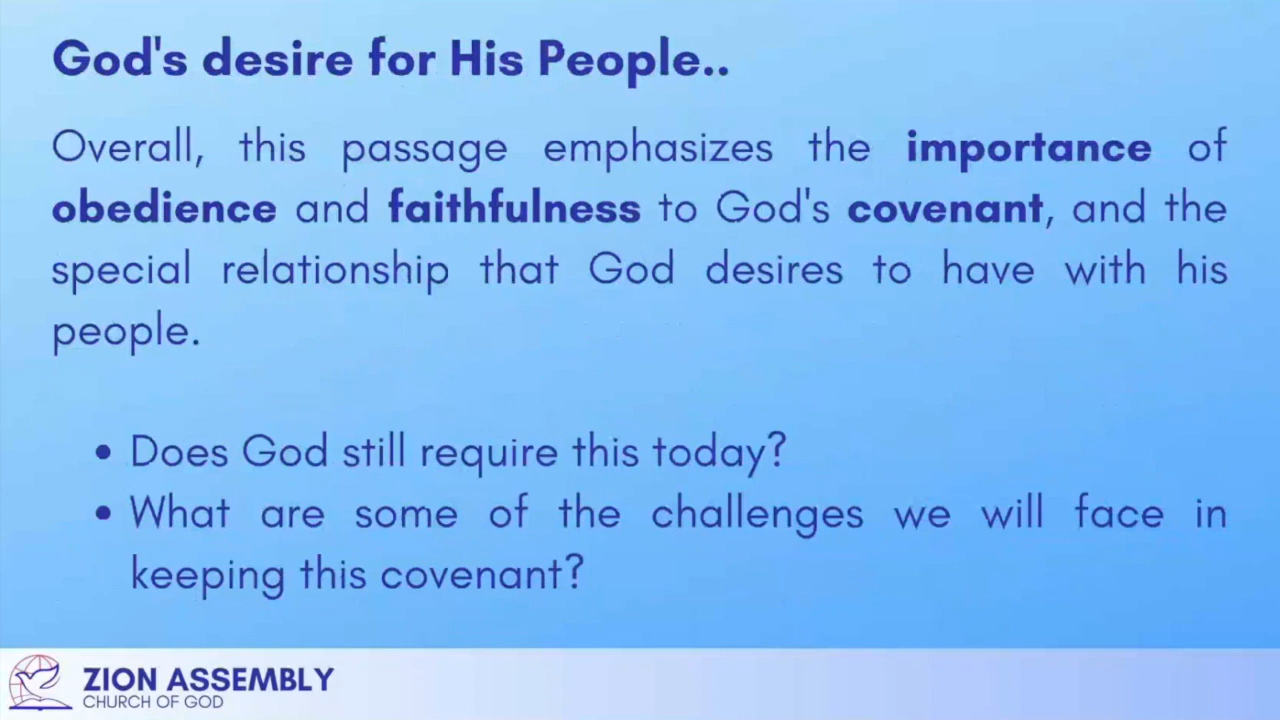 God's desire for His People..
Overall, this passage emphasizes the importance of
obedience and faithfulness to God's covenant, and the
special relationship that God desires to have with his
people.
• Does God still require this today?
• What are some of the challenges we will face in
keeping this covenant?
ZION ASSEMBLY
CHURCH OF GOD